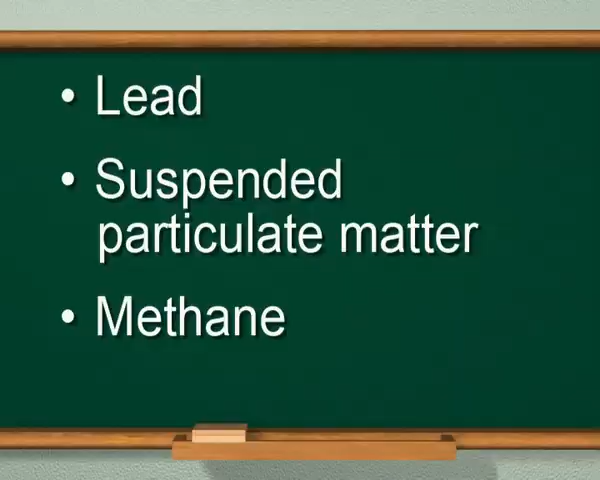 • Lead
• Suspended
particulate matter
• Methane